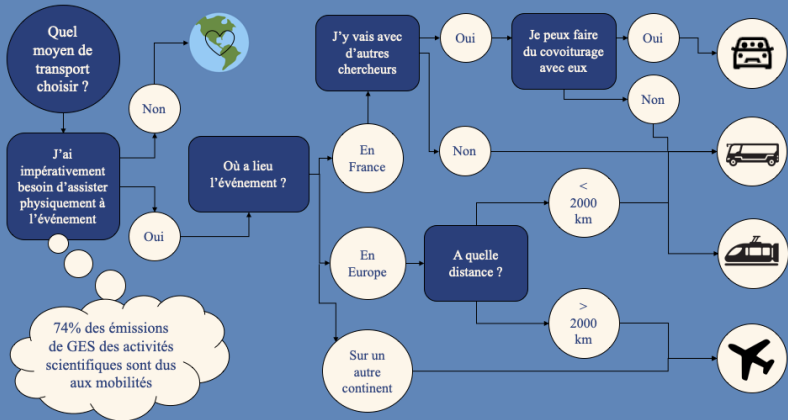 Quel
moyen de
transport
choisir ?
Non
J'ai
impérativement
besoin d'assister
physiquement à
l'événement
Oui
74% des émissions
de GES des activités
scientifiques sont dus
aux mobilités
Où a lieu
l'événement ?
En
France
J'y vais avec
d'autres
chercheurs
Oui
Je peux faire
du covoiturage
avec eux
Oui
Non
Non
En
Europe
A quelle
distance ?
<
2000
km
>
2000
km
Sur un
autre
continent